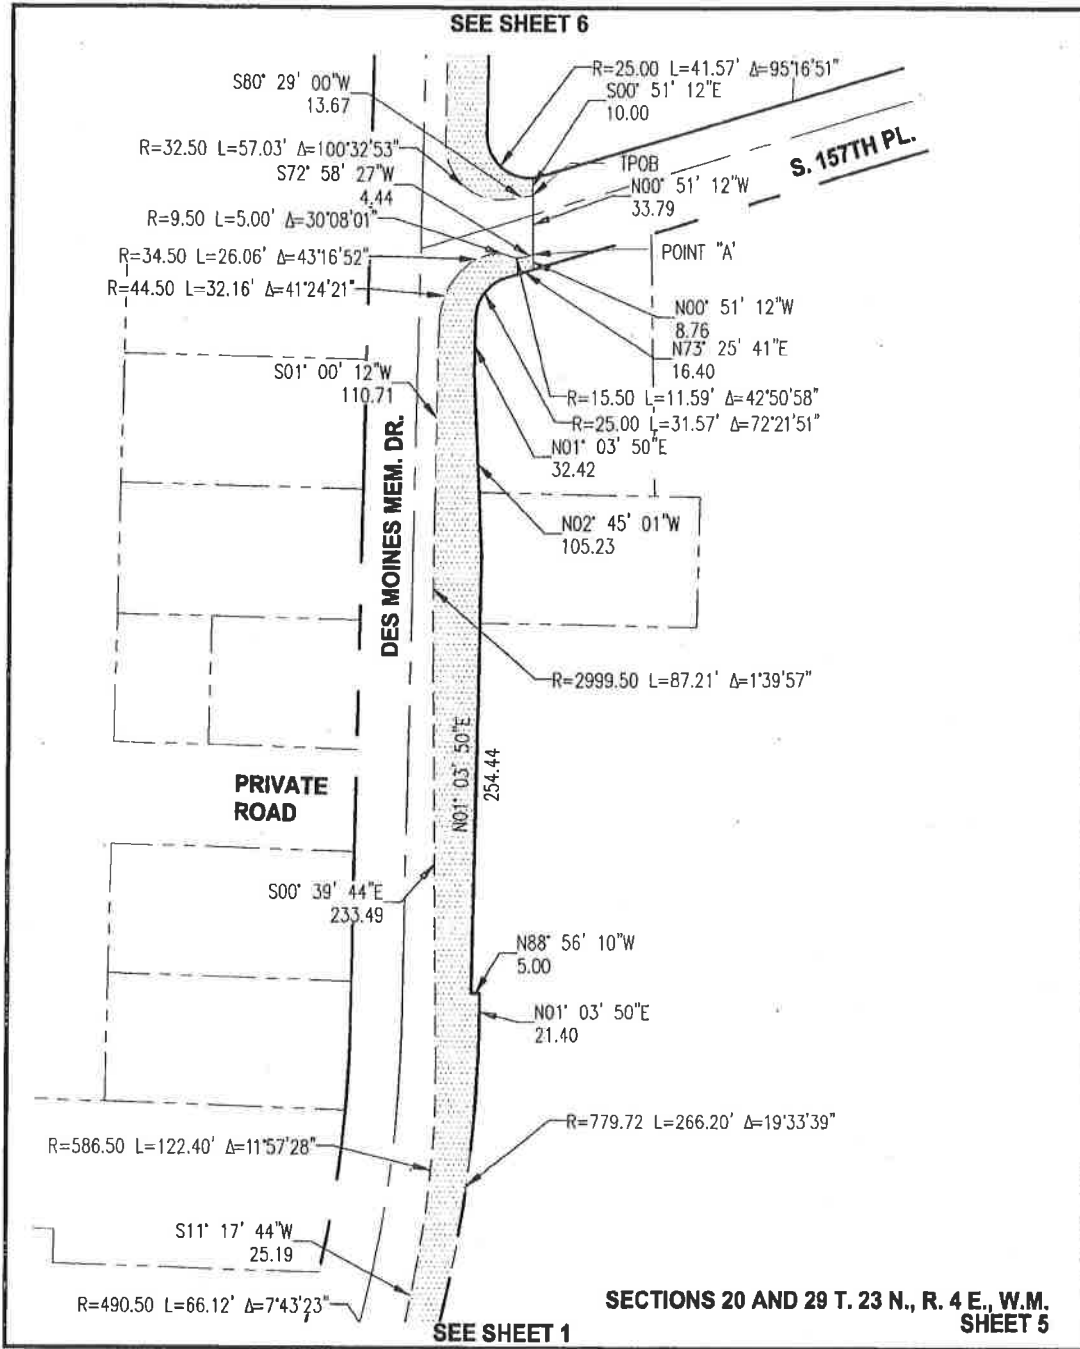 SEE SHEET 6
R=25.00 L=41.57' Δ=95°16'51"
S80° 29' 00"W
13.67
S00° 51' 12"E
10.00
R=32.50 L=57.03' Δ=100°32'53"
S72° 58' 27"W
4.44
TPOB
N00° 51' 12"W
33.79
S. 157TH PL.
R=9.50 L=5.00' Δ=30°08'01"
R=34.50 L=26.06' Δ=43°16'52"
POINT "A'
R=44.50 L=32.16' Δ=41°24'21"
N00° 51' 12"W
8.76
N73° 25' 41"E
16.40
S01° 00' 12"W
110.71
R=15.50 L=11.59' Δ=42°50'58"
R=25.00 L=31.57' Δ=72°21'51"
N01° 03' 50"E
32.42
DES MOINES MEM. DR.
N02° 45' 01"W
105.23
R=2999.50 L=87.21' Δ=1°39'57"
N01° 03' 50"E
254.44
PRIVATE
ROAD
S00° 39' 44"E
233.49
N88° 56' 10"W
5.00
N01° 03' 50"E
21.40
R=779.72 L=266.20' Δ=19°33'39"
R=586.50 L=122.40' Δ=11°57'28"
S11° 17' 44"W
25.19
R=490.50 L=66.12' Δ=7°43'23"
SECTIONS 20 AND 29 T. 23 N., R. 4 E., W.M.
SHEET 5
SEE SHEET 1